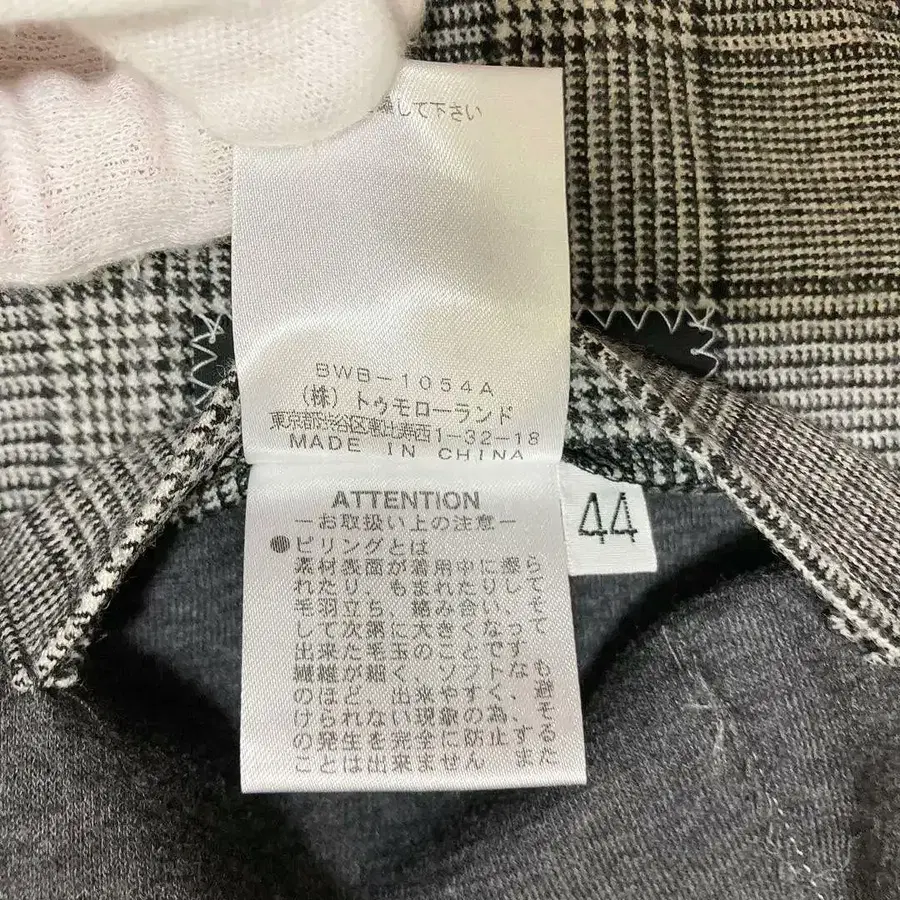 して下さい
BWB-1054A
(株)トゥモローランド
東京都渋谷区恵比寿西1-32-18
MADE IN CHINA
ATTENTION
-お取扱い上の注意-
●ピリングとは
素材表面が着用中に擦ら
れたり、もまれたりして
毛羽立ち、絡み合い、そ
して次第に大きくなって
出来た毛玉のことです。
繊維が細く、ソフトなも
のほど、出来やすく、避
けられない現象の為、そ
の発生を完全に防止する
ことは出来ません。また
44